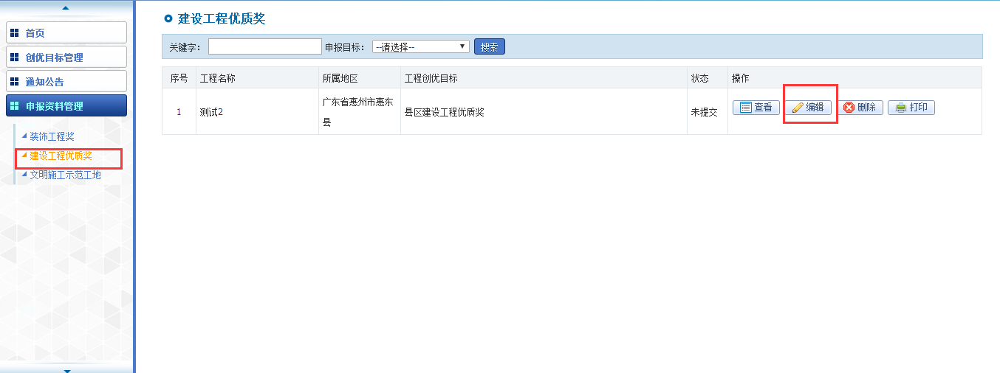 建设工程优质奖
首页
创优目标管理
通知公告
申报资料管理
装饰工程奖
建设工程优质奖
文明施工示范工地
关键字： 申报目标： --请选择-- 搜索
序号 工程名称 所属地区 工程创优目标 状态 操作
1 测试2 广东省惠州市惠东
县 县区建设工程优质奖 未提交 查看 编辑 删除 打印